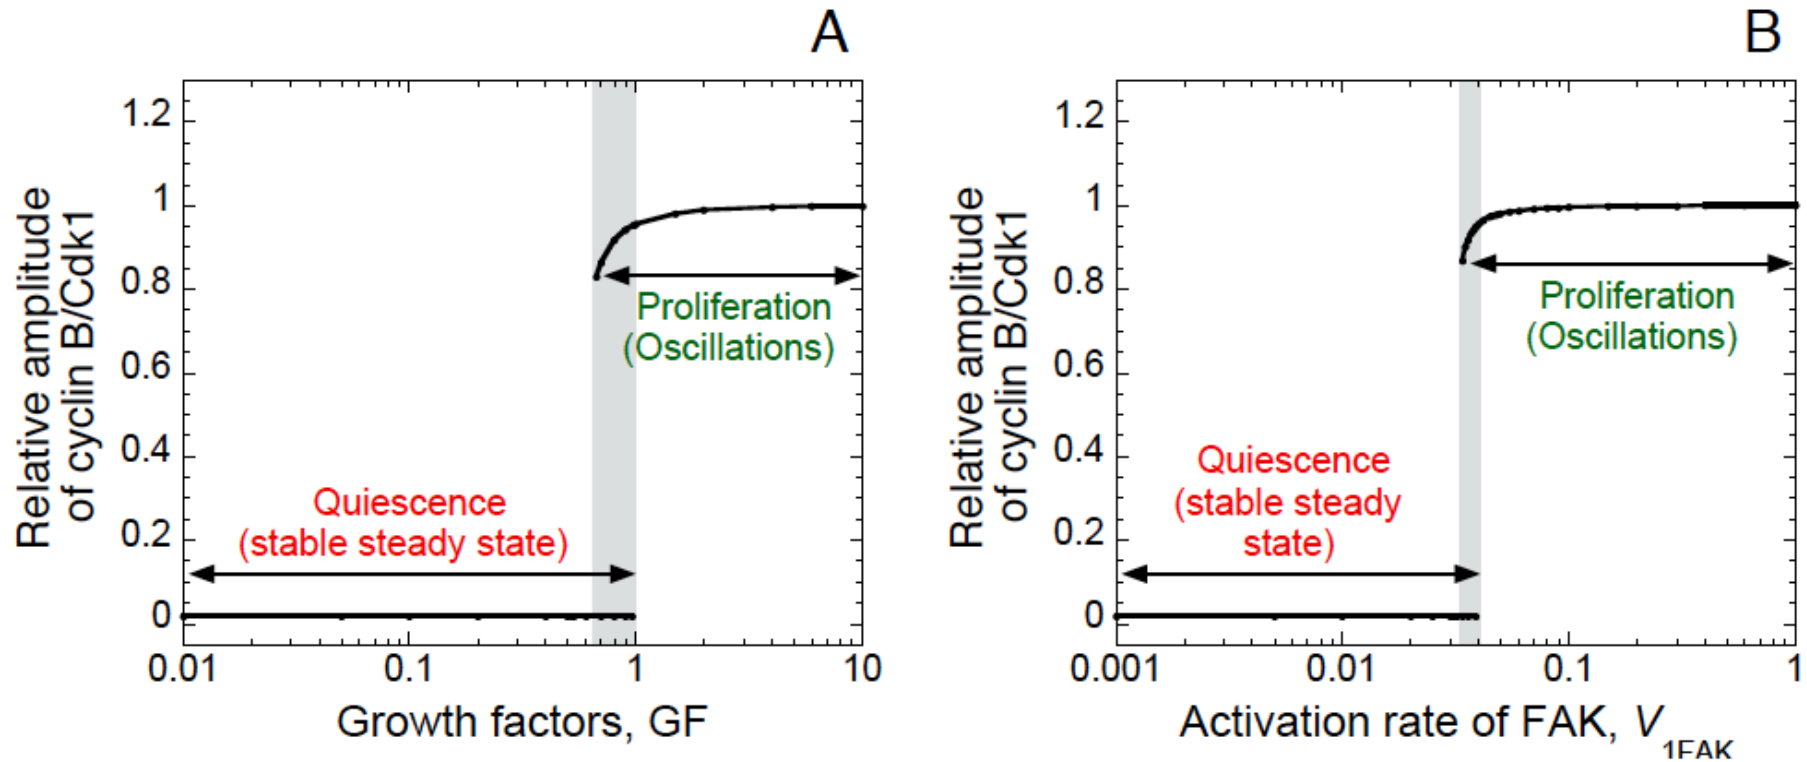 A
Relative amplitude
of cyclin B/Cdk1
1.2
1
0.8
0.6
0.4
0.2
0
Proliferation
(Oscillations)
Quiescence
(stable steady state)
0.01
0.1
1
10
Growth factors, GF
B
Relative amplitude
of cyclin B/Cdk1
1.2
1
0.8
0.6
0.4
0.2
0
Proliferation
(Oscillations)
Quiescence
(stable steady
state)
0.001
0.01
0.1
1
Activation rate of FAK, V1FAK